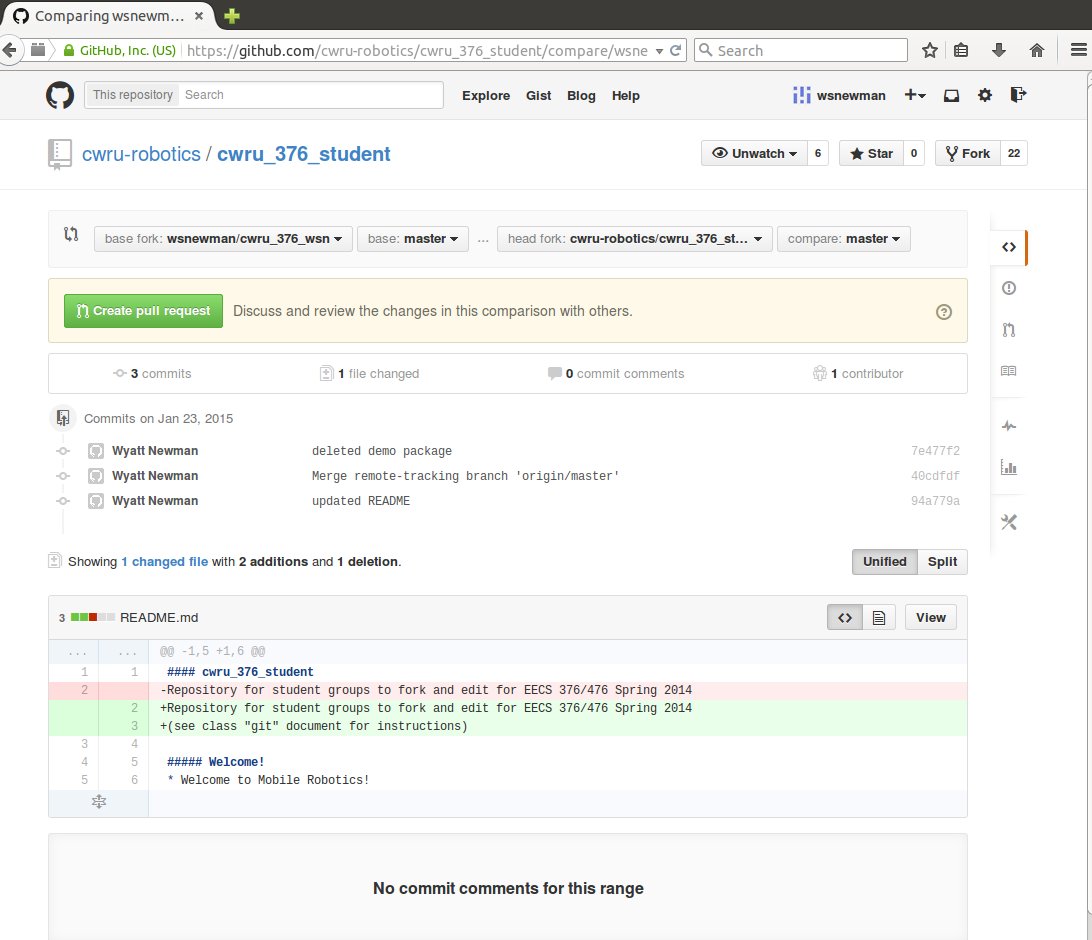 Comparing wsnewm...
GitHub, Inc. (US) https://github.com/cwru-robotics/cwru_376_student/compare/wsne Search
This repository Search Explore Gist Blog Help wsnewman
cwru-robotics / cwru_376_student Unwatch 6 Star 0 Fork 22
base fork: wsnewman/cwru_376_wsn base: master ... head fork: cwru-robotics/cwru_376_st... compare: master
Create pull request Discuss and review the changes in this comparison with others.
3 commits 1 file changed 0 commit comments 1 contributor
Commits on Jan 23, 2015
Wyatt Newman deleted demo package 7e477f2
Wyatt Newman Merge remote-tracking branch 'origin/master' 40cdfdf
Wyatt Newman updated README 94a779a
Showing 1 changed file with 2 additions and 1 deletion. Unified Split
3 README.md <> View
... ... @@ -1,5 +1,6 @@
1 1 #### cwru_376_student
2 -Repository for student groups to fork and edit for EECS 376/476 Spring 2014
2 +Repository for student groups to fork and edit for EECS 376/476 Spring 2014
3 +(see class "git" document for instructions)
3 4
4 5 ##### Welcome!
5 6 * Welcome to Mobile Robotics!
No commit comments for this range